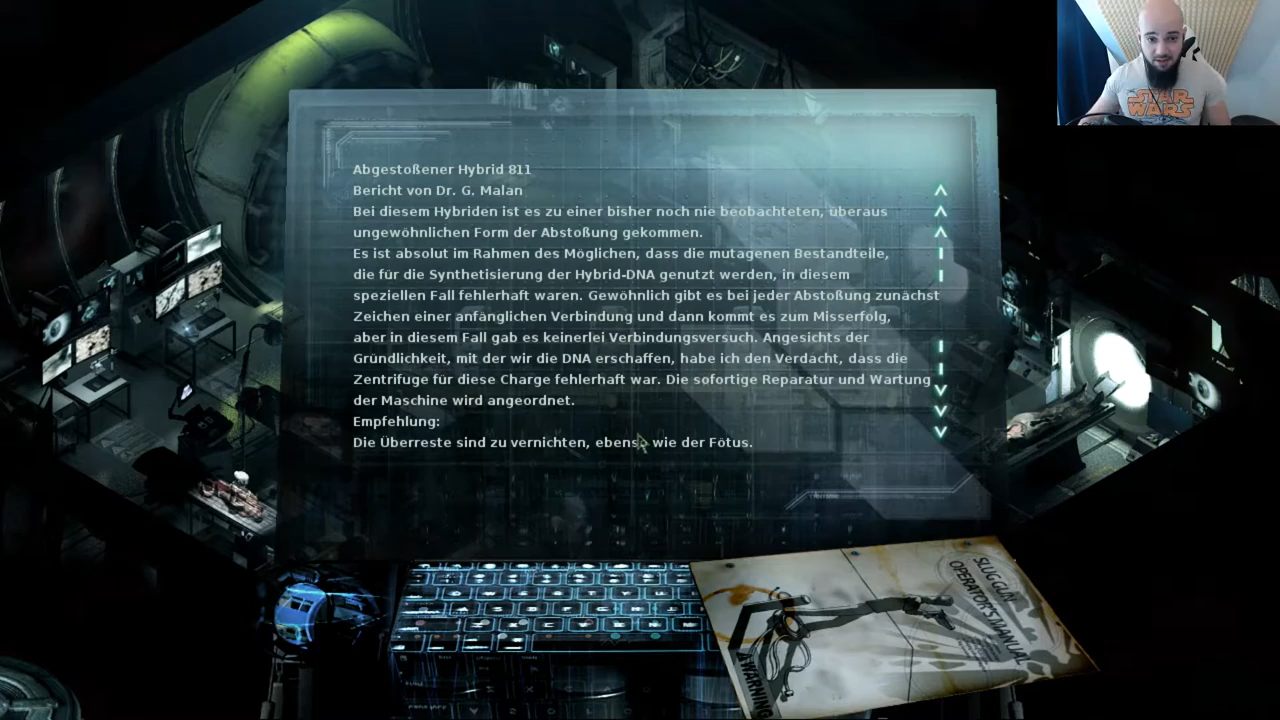 STAR
WARS
Abgestoßener Hybrid 811
Bericht von Dr. G. Malan
Bei diesem Hybriden ist es zu einer bisher noch nie beobachteten, überaus
ungewöhnlichen Form der Abstoßung gekommen.
Es ist absolut im Rahmen des Möglichen, dass die mutagenen Bestandteile,
die für die Synthetisierung der Hybrid-DNA genutzt werden, in diesem
speziellen Fall fehlerhaft waren. Gewöhnlich gibt es bei jeder Abstoßung zunächst
Zeichen einer anfänglichen Verbindung und dann kommt es zum Misserfolg,
aber in diesem Fall gab es keinerlei Verbindungsversuch. Angesichts der
Gründlichkeit, mit der wir die DNA erschaffen, habe ich den Verdacht, dass die
Zentrifuge für diese Charge fehlerhaft war. Die sofortige Reparatur und Wartung
der Maschine wird angeordnet.
Empfehlung:
Die Überreste sind zu vernichten, ebenso wie der Fötus.
SLUG GUN
OPERATOR'S MANUAL
WARNING